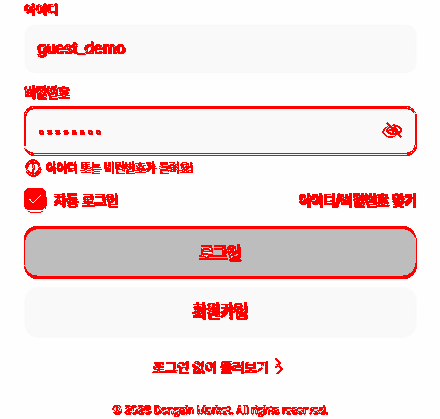 아이디
guest_demo
비밀번호
••••••••
아이디 또는 비밀번호가 틀려요!
자동 로그인
아이디/비밀번호 찾기
로그인
회원가입
로그인 없이 둘러보기
© Market. All rights reserved.